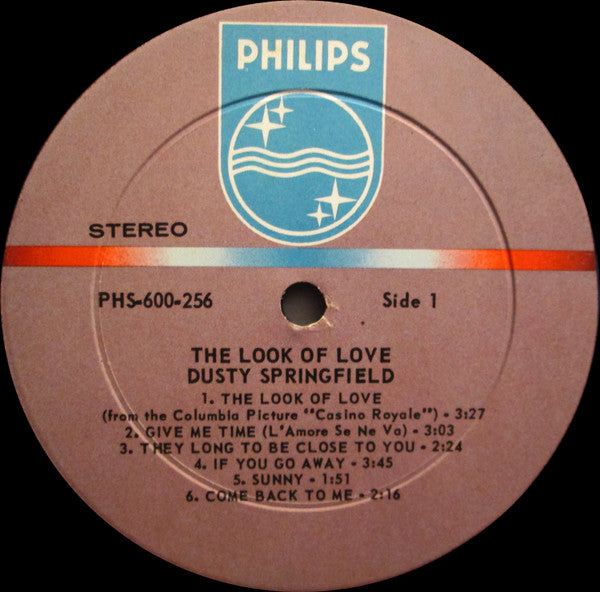 PHILIPS
STEREO
PHS-600-256 Side 1
THE LOOK OF LOVE
DUSTY SPRINGFIELD
1. THE LOOK OF LOVE
(from the Columbia Picture "Casino Royale") - 3:27
2. GIVE ME TIME (L'Amore Se Ne Vo) - 3:03
3. THEY LONG TO BE CLOSE TO YOU - 2:24
4. IF YOU GO AWAY - 3:45
5. SUNNY - 1:51
6. COME BACK TO ME - 2:16